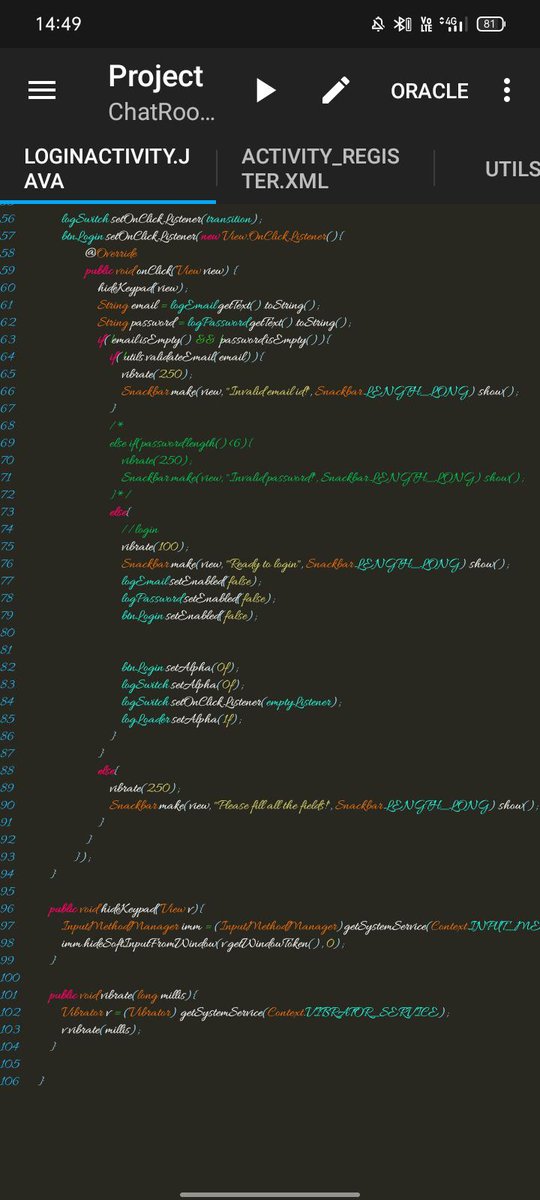 14:49
Vo LTE 4G 81
Project
ChatRoo...
ORACLE
LOGINACTIVITY.JAVA
ACTIVITY_REGISTER.XML
UTILS
56 logSwitch.setOnClickListener(transition);
57 btnLogin.setOnClickListener(new View.OnClickListener(){
58 @Override
59 public void onClick(View view) {
60 hideKeypad(view);
61 String email = logEmail.getText().toString();
62 String password = logPassword.getText().toString();
63 if(!email.isEmpty() && !password.isEmpty()){
64 if(!utils.validateEmail(email)){
65 vibrate(250);
66 Snackbar.make(view,"Invalid email id!",Snackbar.LENGTH_LONG).show();
67 }
68 /*
69 else if(password.length()<6){
70 vibrate(250);
71 Snackbar.make(view,"Invalid password!",Snackbar.LENGTH_LONG).show();
72 }*/
73 else{
74 //login
75 vibrate(100);
76 Snackbar.make(view,"Ready to login",Snackbar.LENGTH_LONG).show();
77 logEmail.setEnabled(false);
78 logPassword.setEnabled(false);
79 btnLogin.setEnabled(false);
80
81
82 btnLogin.setAlpha(0f);
83 logSwitch.setAlpha(0f);
84 logSwitch.setOnClickListener(emptyListener);
85 logLoader.setAlpha(1f);
86 }
87 }
88 else{
89 vibrate(250);
90 Snackbar.make(view,"Please fill all the fields!",Snackbar.LENGTH_LONG).show();
91 }
92 }
93 });
94 }
95
96 public void hideKeypad(View v){
97 InputMethodManager imm = (InputMethodManager)getSystemService(Context.INPUT_ME
98 imm.hideSoftInputFromWindow(v.getWindowToken(),0);
99 }
100
101 public void vibrate(long millis){
102 Vibrator v = (Vibrator) getSystemService(Context.VIBRATOR_SERVICE);
103 v.vibrate(millis);
104 }
105
106 }